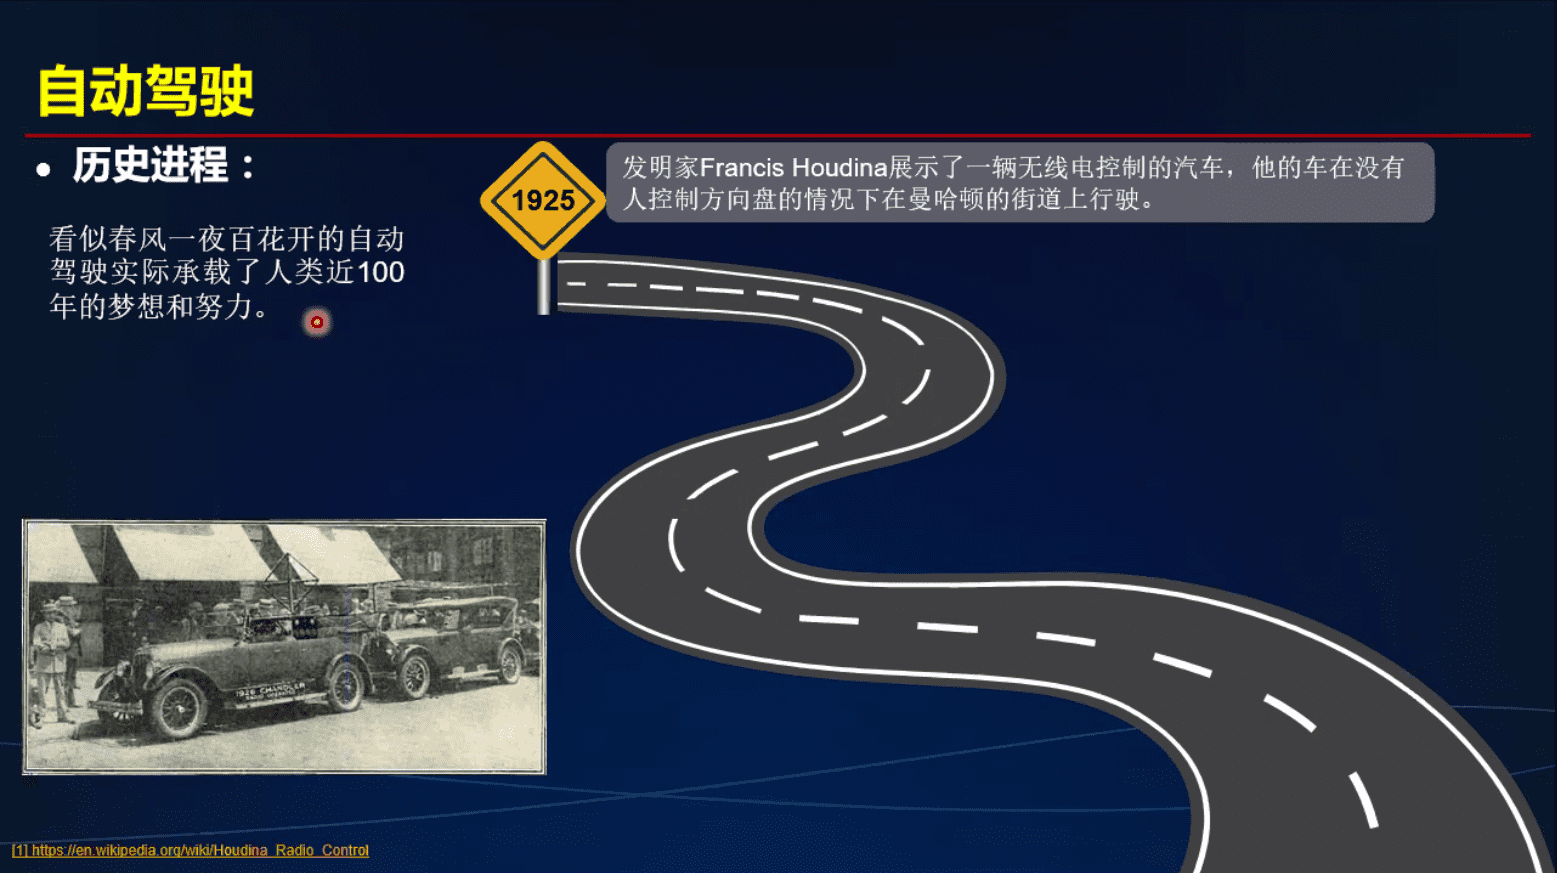 自动驾驶
• 历史进程：
看似春风一夜百花开的自动
驾驶实际承载了人类近100
年的梦想和努力。
1925
发明家Francis Houdina展示了一辆无线电控制的汽车，他的车在没有
人控制方向盘的情况下在曼哈顿的街道上行驶。
1926 CHANDLER
[1] https://en.wikipedia.org/wiki/Houdina_Radio_Control